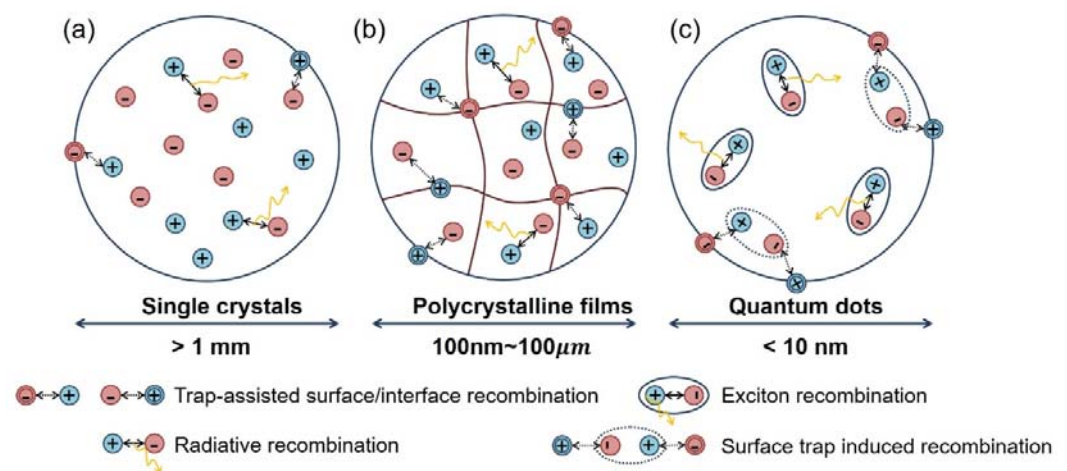 (a)
(b)
(c)
Single crystals
Polycrystalline films
Quantum dots
> 1 mm
100nm~100μm
< 10 nm
Trap-assisted surface/interface recombination
Exciton recombination
Radiative recombination
Surface trap induced recombination